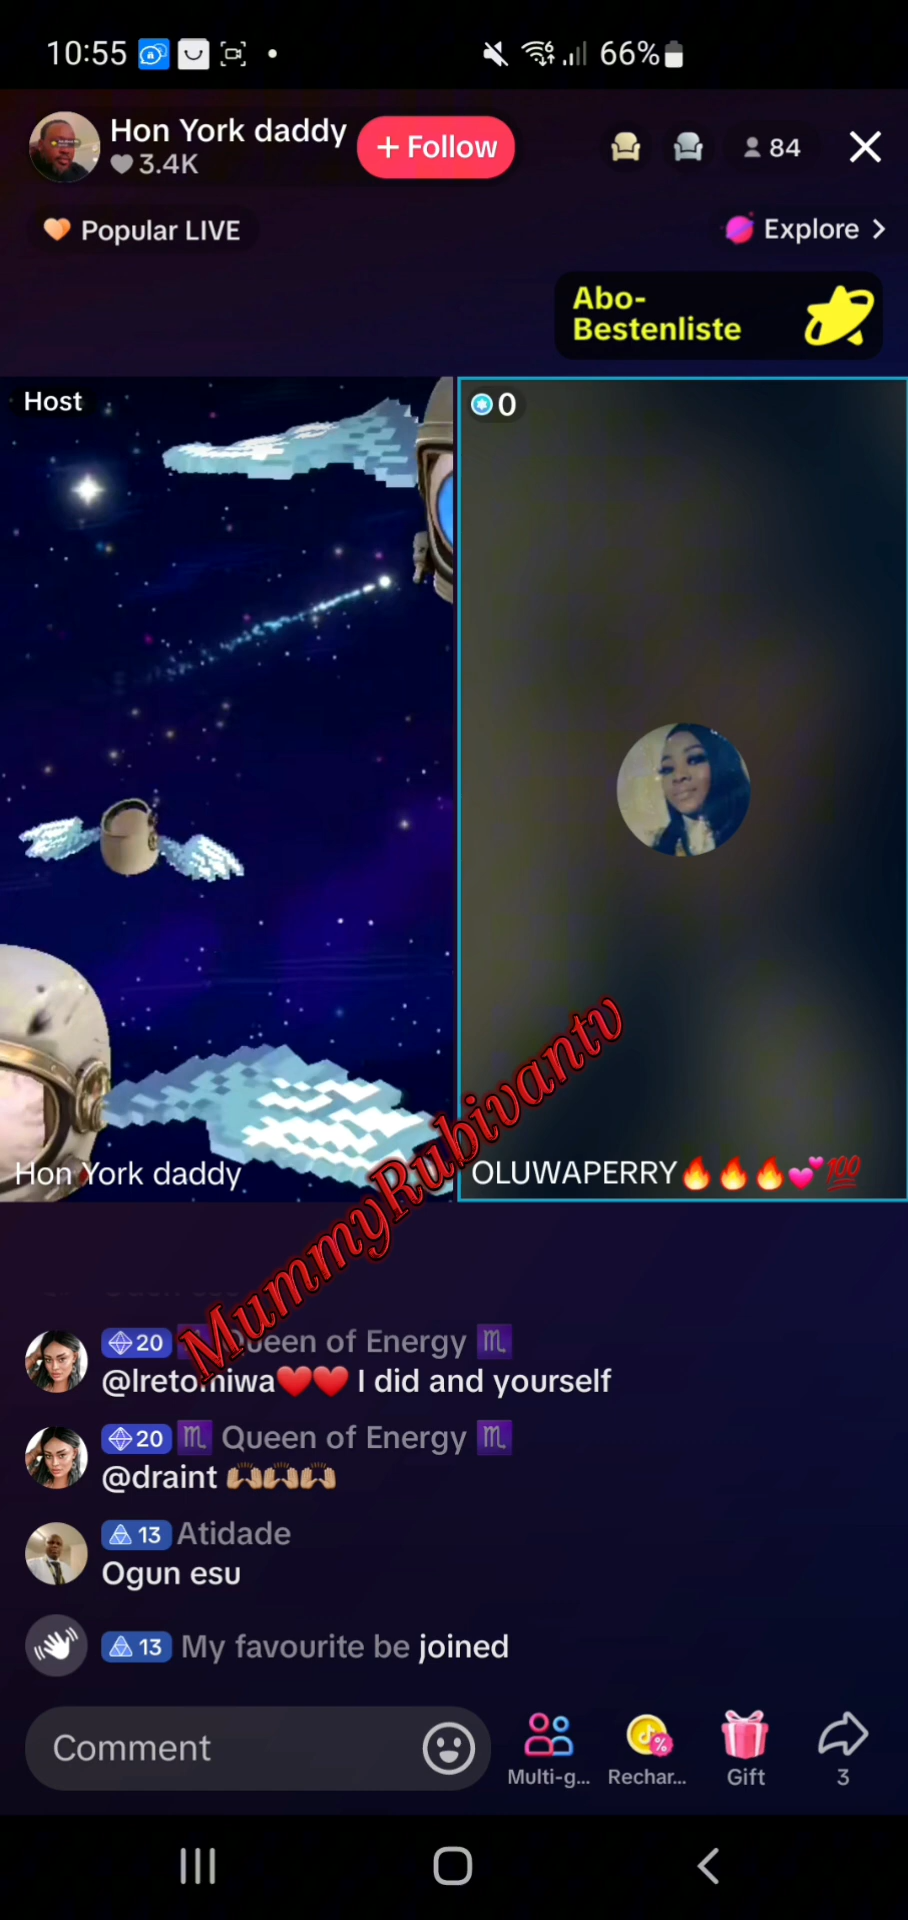 10:55
66%
Hon York daddy
3.4K
+ Follow
84
Popular LIVE
Explore >
Abo-
Bestenliste
Host
0
Hon York daddy
OLUWAPERRY🔥🔥🔥💕💯
MummyRubivantv
20 ♏ Queen of Energy ♏
@lretomiwa❤️❤️ I did and yourself
20 ♏ Queen of Energy ♏
@draint 🙌🏽🙌🏽🙌🏽
13 Atidade
Ogun esu
13 My favourite be joined
Comment
Multi-g...
Rechar...
Gift
3